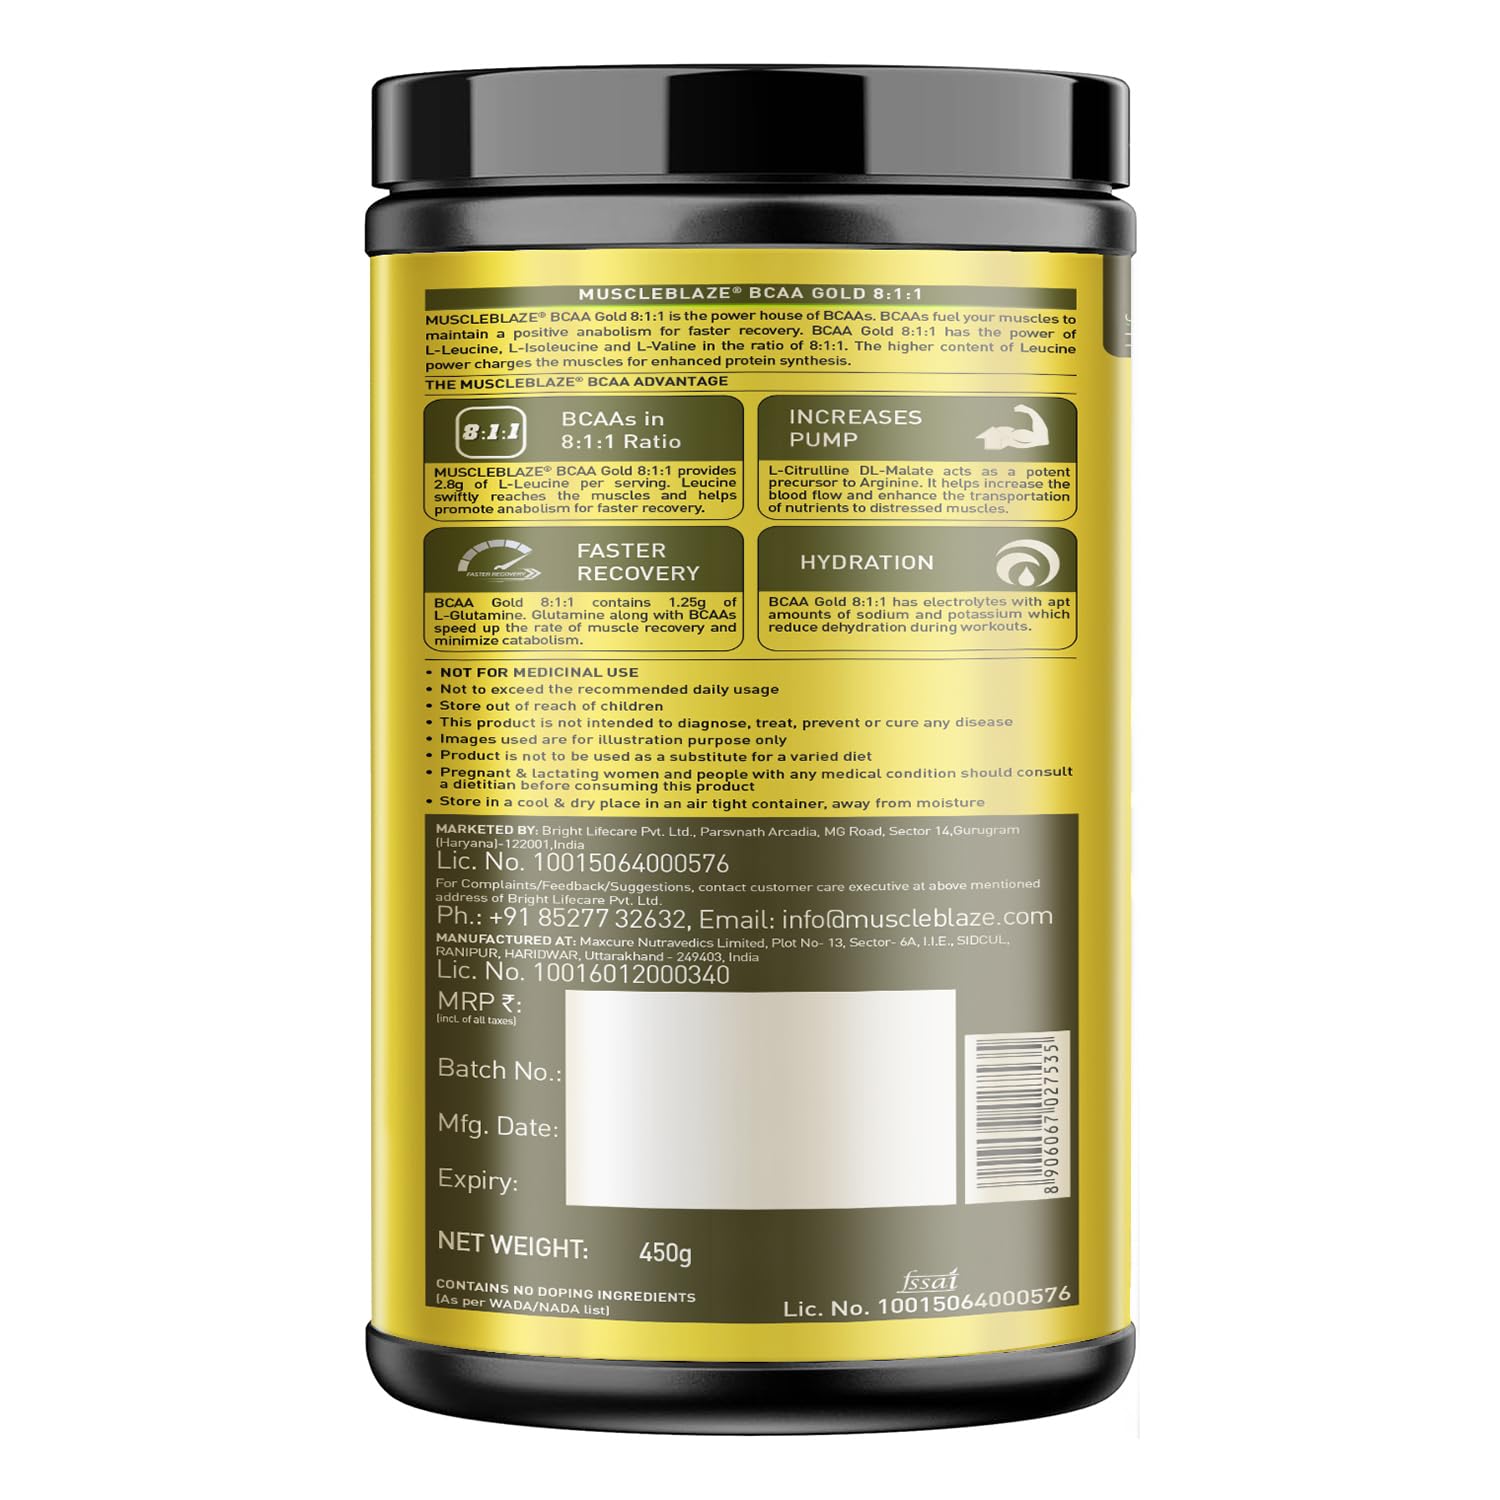 MUSCLEBLAZE® BCAA GOLD 8:1:1
MUSCLEBLAZE® BCAA Gold 8:1:1 is the power house of BCAAs. BCAAs fuel your muscles to
maintain a positive anabolism for faster recovery. BCAA Gold 8:1:1 has the power of
L-Leucine, L-Isoleucine and L-Valine in the ratio of 8:1:1. The higher content of Leucine
power charges the muscles for enhanced protein synthesis.
THE MUSCLEBLAZE® BCAA ADVANTAGE
8:1:1
BCAAs in
8:1:1 Ratio
MUSCLEBLAZE® BCAA Gold 8:1:1 provides
2.8g of L-Leucine per serving. Leucine
swiftly reaches the muscles and helps
promote anabolism for faster recovery.
INCREASES
PUMP
L-Citrulline DL-Malate acts as a potent
precursor to Arginine. It helps increase the
blood flow and enhance the transportation
of nutrients to distressed muscles.
FASTER RECOVERY
FASTER
RECOVERY
BCAA Gold 8:1:1 contains 1.25g of
L-Glutamine. Glutamine along with BCAAs
speed up the rate of muscle recovery and
minimize catabolism.
HYDRATION
BCAA Gold 8:1:1 has electrolytes with apt
amounts of sodium and potassium which
reduce dehydration during workouts.
• NOT FOR MEDICINAL USE
• Not to exceed the recommended daily usage
• Store out of reach of children
• This product is not intended to diagnose, treat, prevent or cure any disease
• Images used are for illustration purpose only
• Product is not to be used as a substitute for a varied diet
• Pregnant & lactating women and people with any medical condition should consult
a dietitian before consuming this product
• Store in a cool & dry place in an air tight container, away from moisture
MARKETED BY: Bright Lifecare Pvt. Ltd., Parsvnath Arcadia, MG Road, Sector 14,Gurugram
(Haryana)-122001,India
Lic. No. 10015064000576
For Complaints/Feedback/Suggestions, contact customer care executive at above mentioned
address of Bright Lifecare Pvt. Ltd.
Ph.: +91 85277 32632, Email: info@muscleblaze.com
MANUFACTURED AT: Maxcure Nutravedics Limited, Plot No- 13, Sector- 6A, I.I.E., SIDCUL,
RANIPUR, HARIDWAR, Uttarakhand - 249403, India
Lic. No. 10016012000340
MRP ₹:
(incl. of all taxes)
Batch No.:
Mfg. Date:
Expiry:
8906067027535
NET WEIGHT: 450g
CONTAINS NO DOPING INGREDIENTS
(As per WADA/NADA list)
fssai
Lic. No. 10015064000576